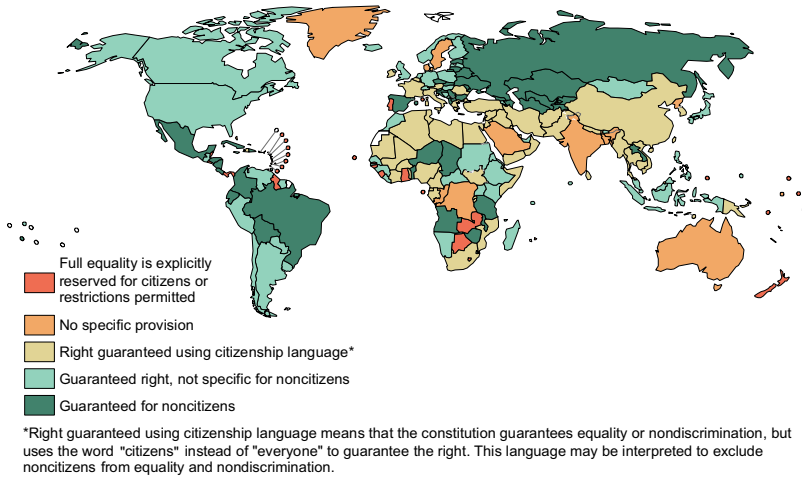 Full equality is explicitly
reserved for citizens or
restrictions permitted
No specific provision
Right guaranteed using citizenship language*
Guaranteed right, not specific for noncitizens
Guaranteed for noncitizens
*Right guaranteed using citizenship language means that the constitution guarantees equality or nondiscrimination, but
uses the word "citizens" instead of "everyone" to guarantee the right. This language may be interpreted to exclude
noncitizens from equality and nondiscrimination.